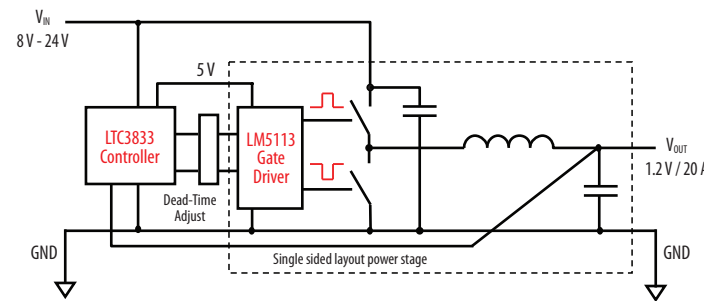 VIN
8 V - 24 V
5 V
LTC3833
Controller
LM5113
Gate
Driver
Dead-Time
Adjust
VOUT
1.2 V / 20 A
GND
Single sided layout power stage
GND